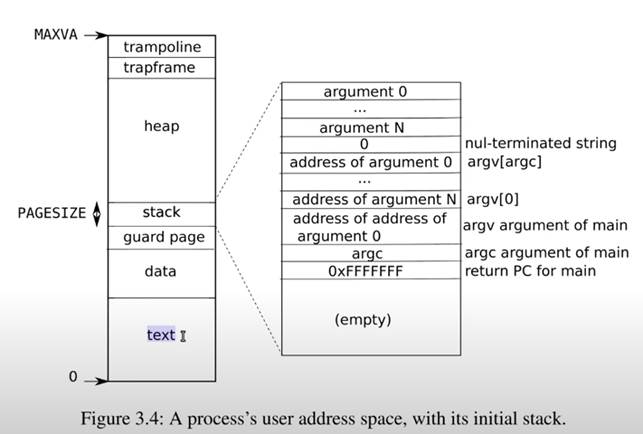 MAXVA
trampoline
trapframe
heap
PAGESIZE
stack
guard page
data
text
0
argument 0
...
argument N
0 nul-terminated string
address of argument 0 argv[argc]
...
address of argument N argv[0]
address of address of
argument 0
argv argument of main
argc argc argument of main
0xFFFFFFF return PC for main
(empty)
Figure 3.4: A process's user address space, with its initial stack.